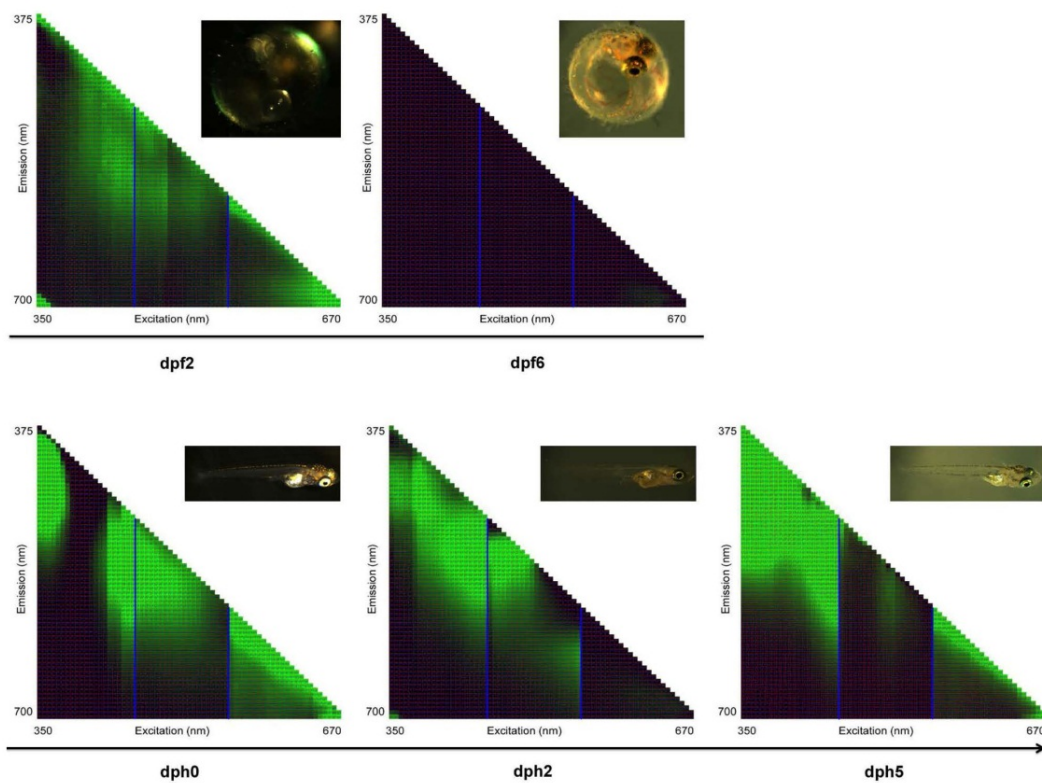 375
Emission (nm)
700
350
Excitation (nm)
670
dpf2
375
Emission (nm)
700
350
Excitation (nm)
670
dpf6
375
Emission (nm)
700
350
Excitation (nm)
670
dph0
375
Emission (nm)
700
350
Excitation (nm)
670
dph2
375
Emission (nm)
700
350
Excitation (nm)
670
dph5